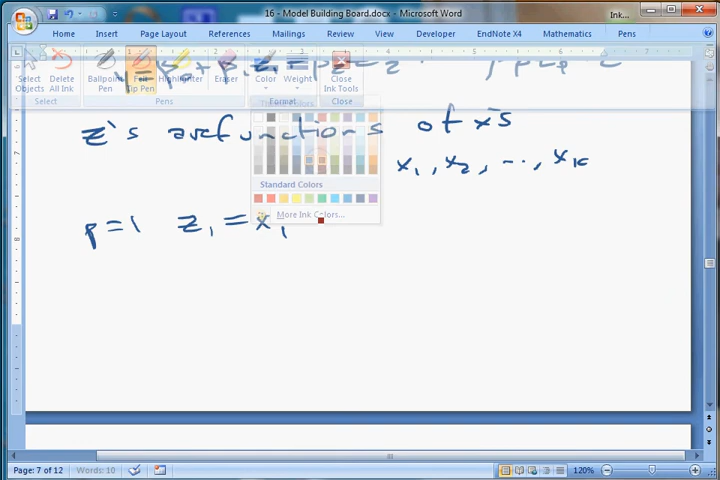 16 - Model Building Board.docx - Microsoft Word
Ink...
Home Insert Page Layout References Mailings Review View Developer EndNote X4 Acrobat Mathematics Pens
Select Objects Delete All Ink Ballpoint Pen Felt Tip Pen Highlighter Eraser Color Weight Close Ink Tools
Select Pens Format Close
z's are functions of x's
x₁, x₂, ..., xₖ
Standard Colors
More Ink Colors...
p=1 z₁ = x₁
Page: 7 of 12 Words: 10 120%